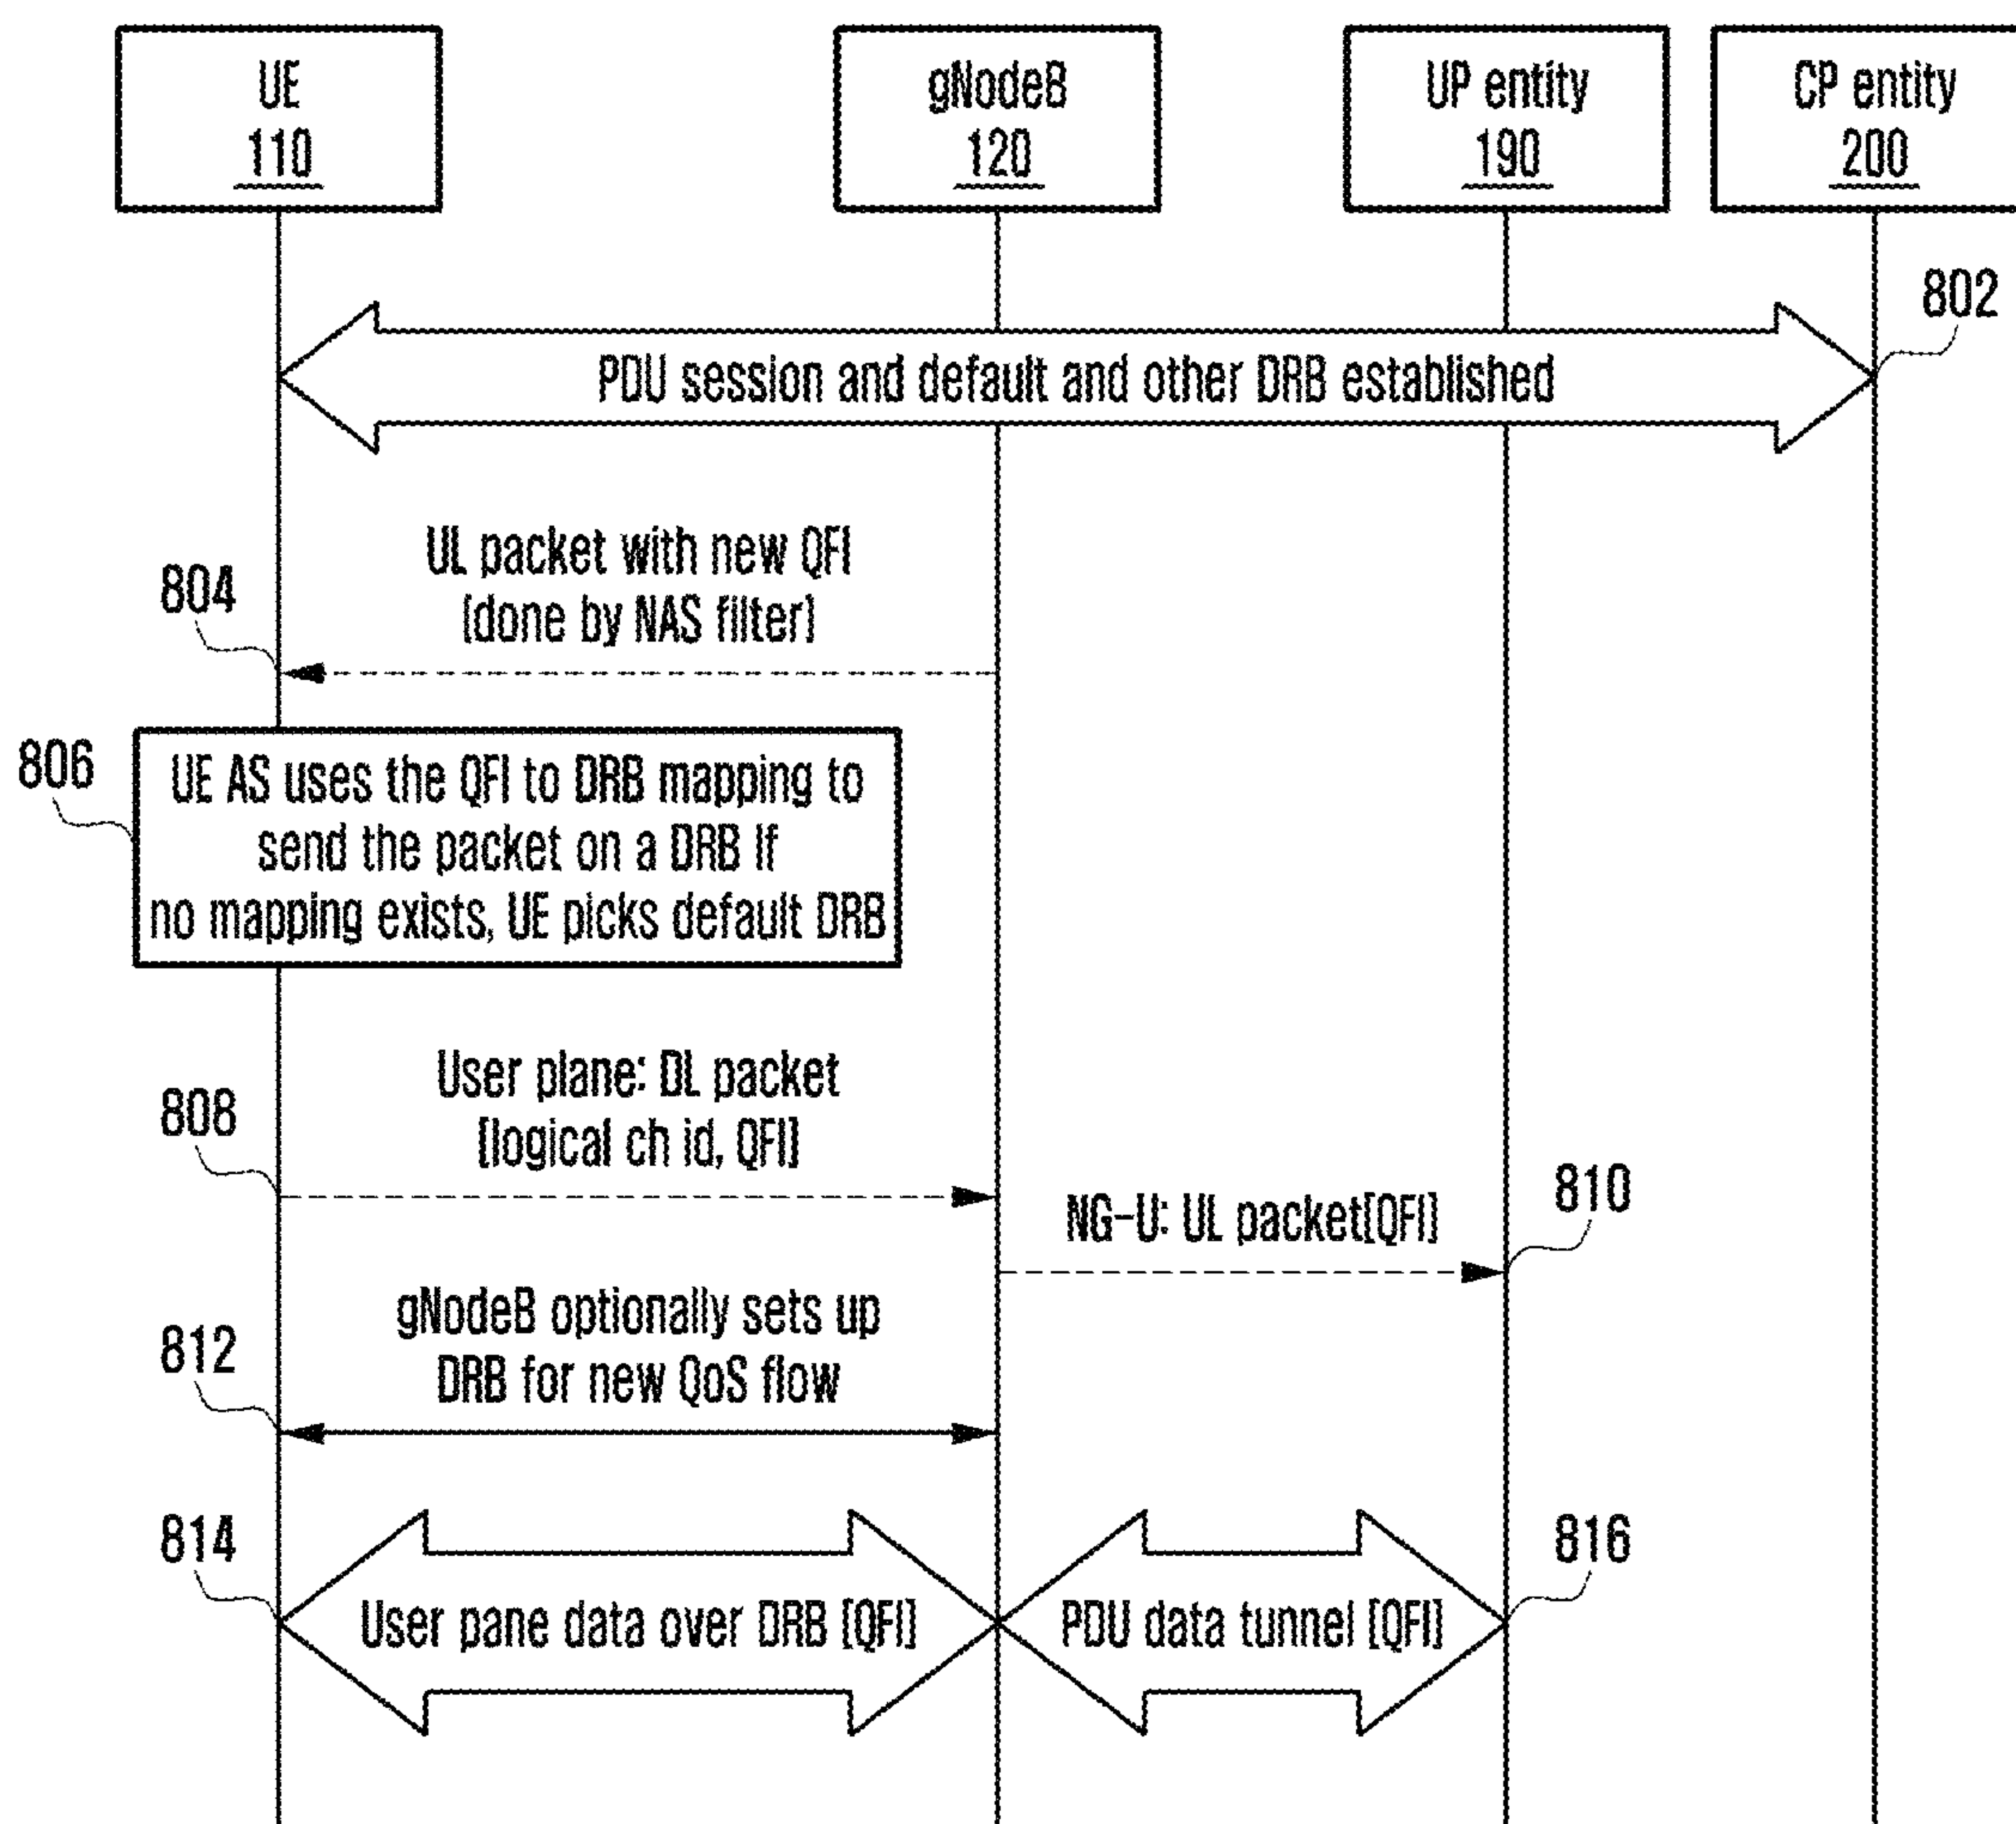 UE
110
gNodeB
120
UP entity
190
CP entity
200
802
PDU session and default and other DRB established
804
UL packet with new QFI
(done by NAS filter)
806
UE AS uses the QFI to DRB mapping to
send the packet on a DRB If
no mapping exists, UE picks default DRB
808
User plane: DL packet
[logical ch id, QFI]
NG-U: UL packet[QFI]
810
gNodeB optionally sets up
DRB for new QoS flow
812
814
User pane data over DRB [QFI]
PDU data tunnel [QFI]
816